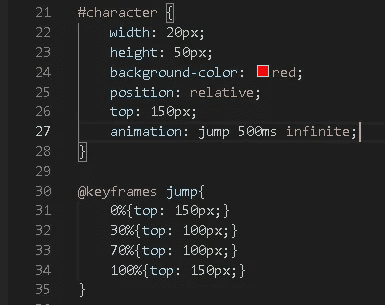 21 #character {
22 width: 20px;
23 height: 50px;
24 background-color: red;
25 position: relative;
26 top: 150px;
27 animation: jump 500ms infinite;
28 }
29
30 @keyframes jump{
31 0%{top: 150px;}
32 30%{top: 100px;}
33 70%{top: 100px;}
34 100%{top: 150px;}
35 }